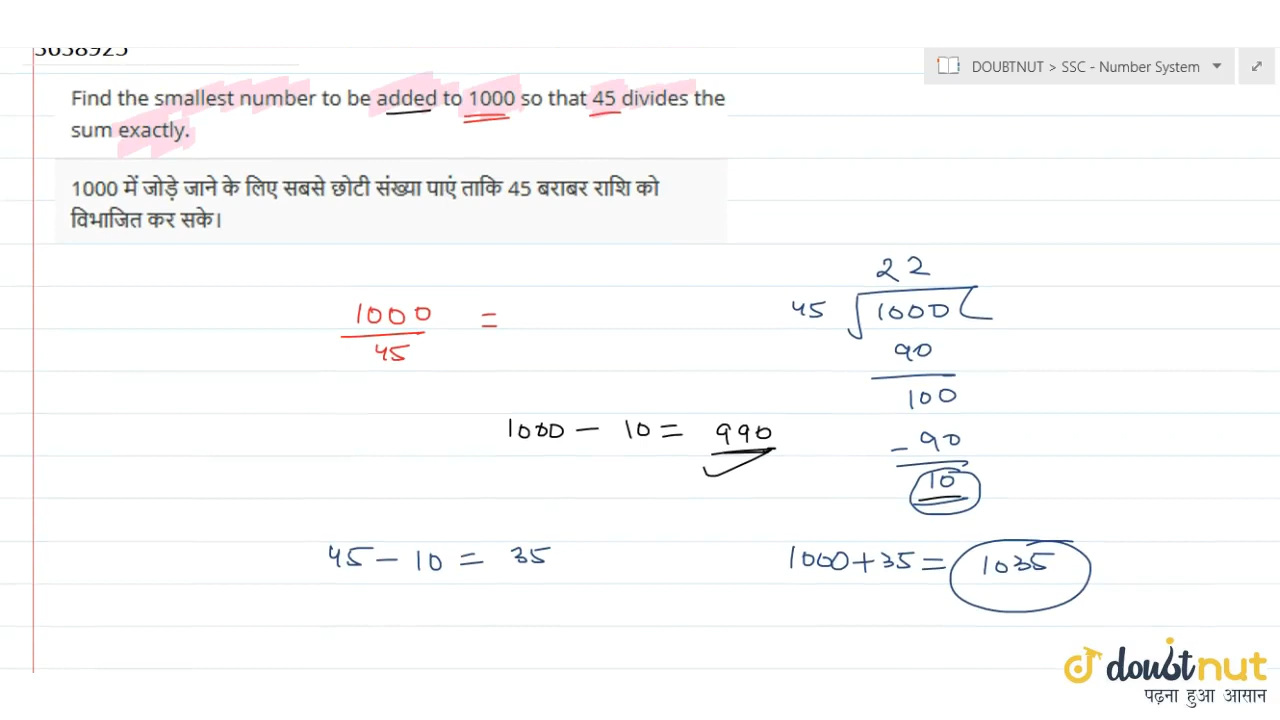 3638925
DOUBTNUT > SSC - Number System
Find the smallest number to be added to 1000 so that 45 divides the
sum exactly.
1000 में जोड़े जाने के लिए सबसे छोटी संख्या पाएं ताकि 45 बराबर राशि को
विभाजित कर सके।
22
1000 =
45
45 1000
90
100
1000 - 10 = 990
- 90
10
45 - 10 = 35
1000 + 35 = 1035
doubtnut
पढ़ना हुआ आसान